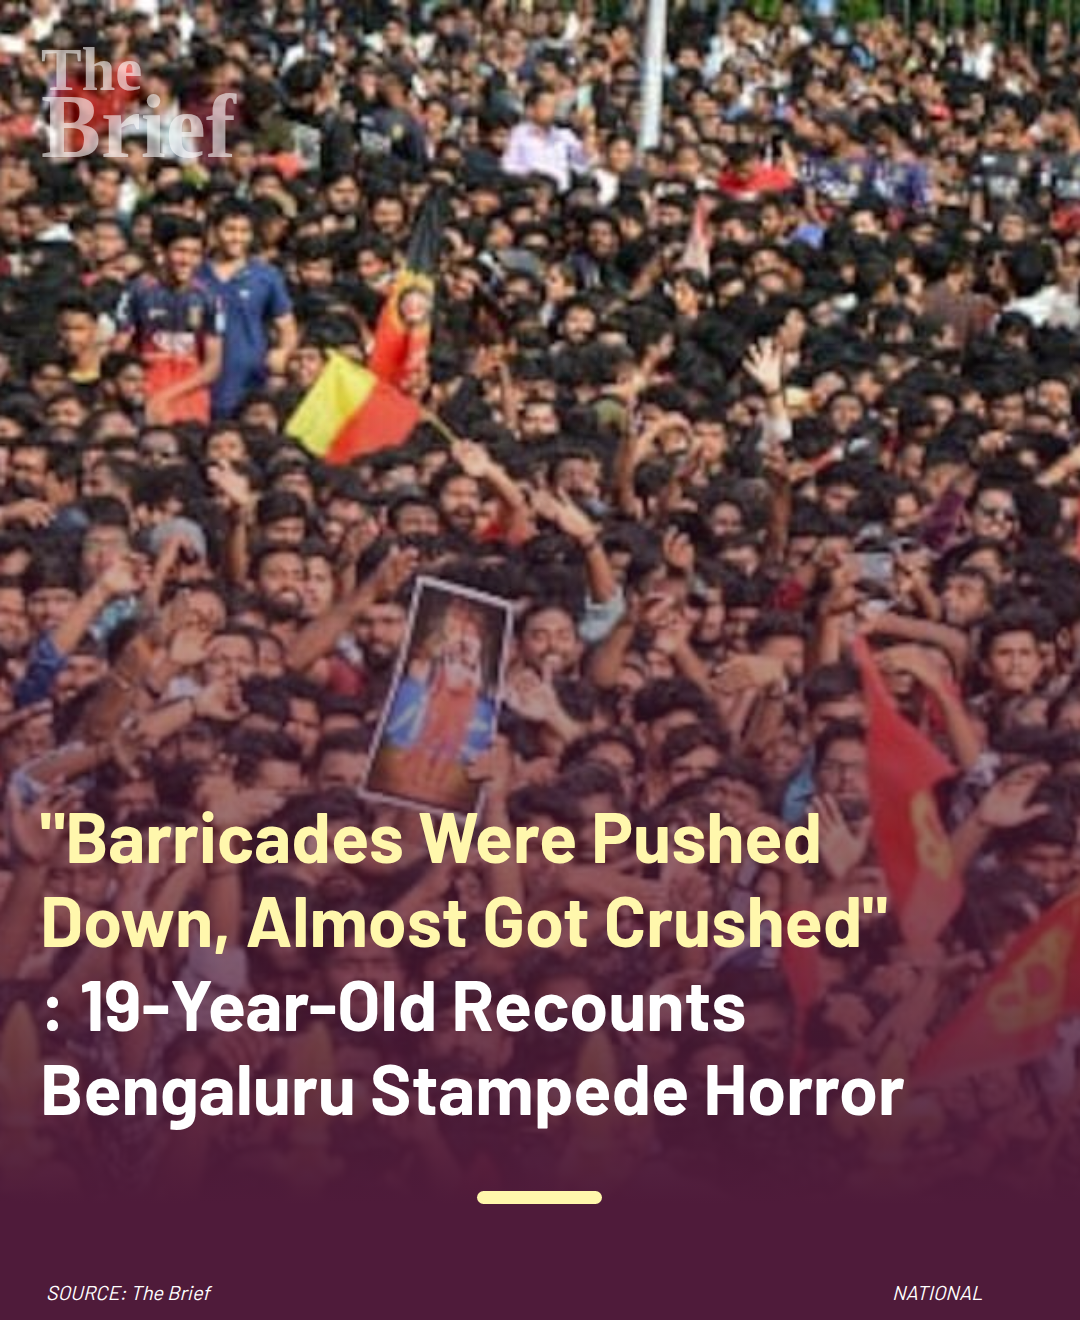 The
Brief
"Barricades Were Pushed
Down, Almost Got Crushed"
: 19-Year-Old Recounts
Bengaluru Stampede Horror
SOURCE: The Brief
NATIONAL